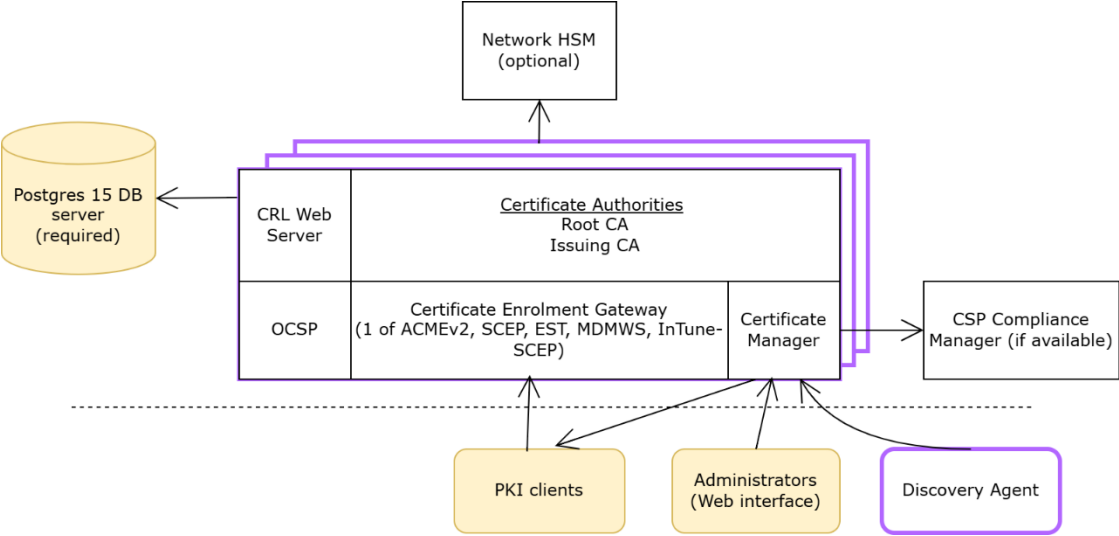 Network HSM
(optional)
Postgres 15 DB
server
(required)
CRL Web
Server
Certificate Authorities
Root CA
Issuing CA
OCSP
Certificate Enrolment Gateway
(1 of ACMEv2, SCEP, EST, MDMWS, InTune-
SCEP)
Certificate
Manager
CSP Compliance
Manager (if available)
PKI clients
Administrators
(Web interface)
Discovery Agent